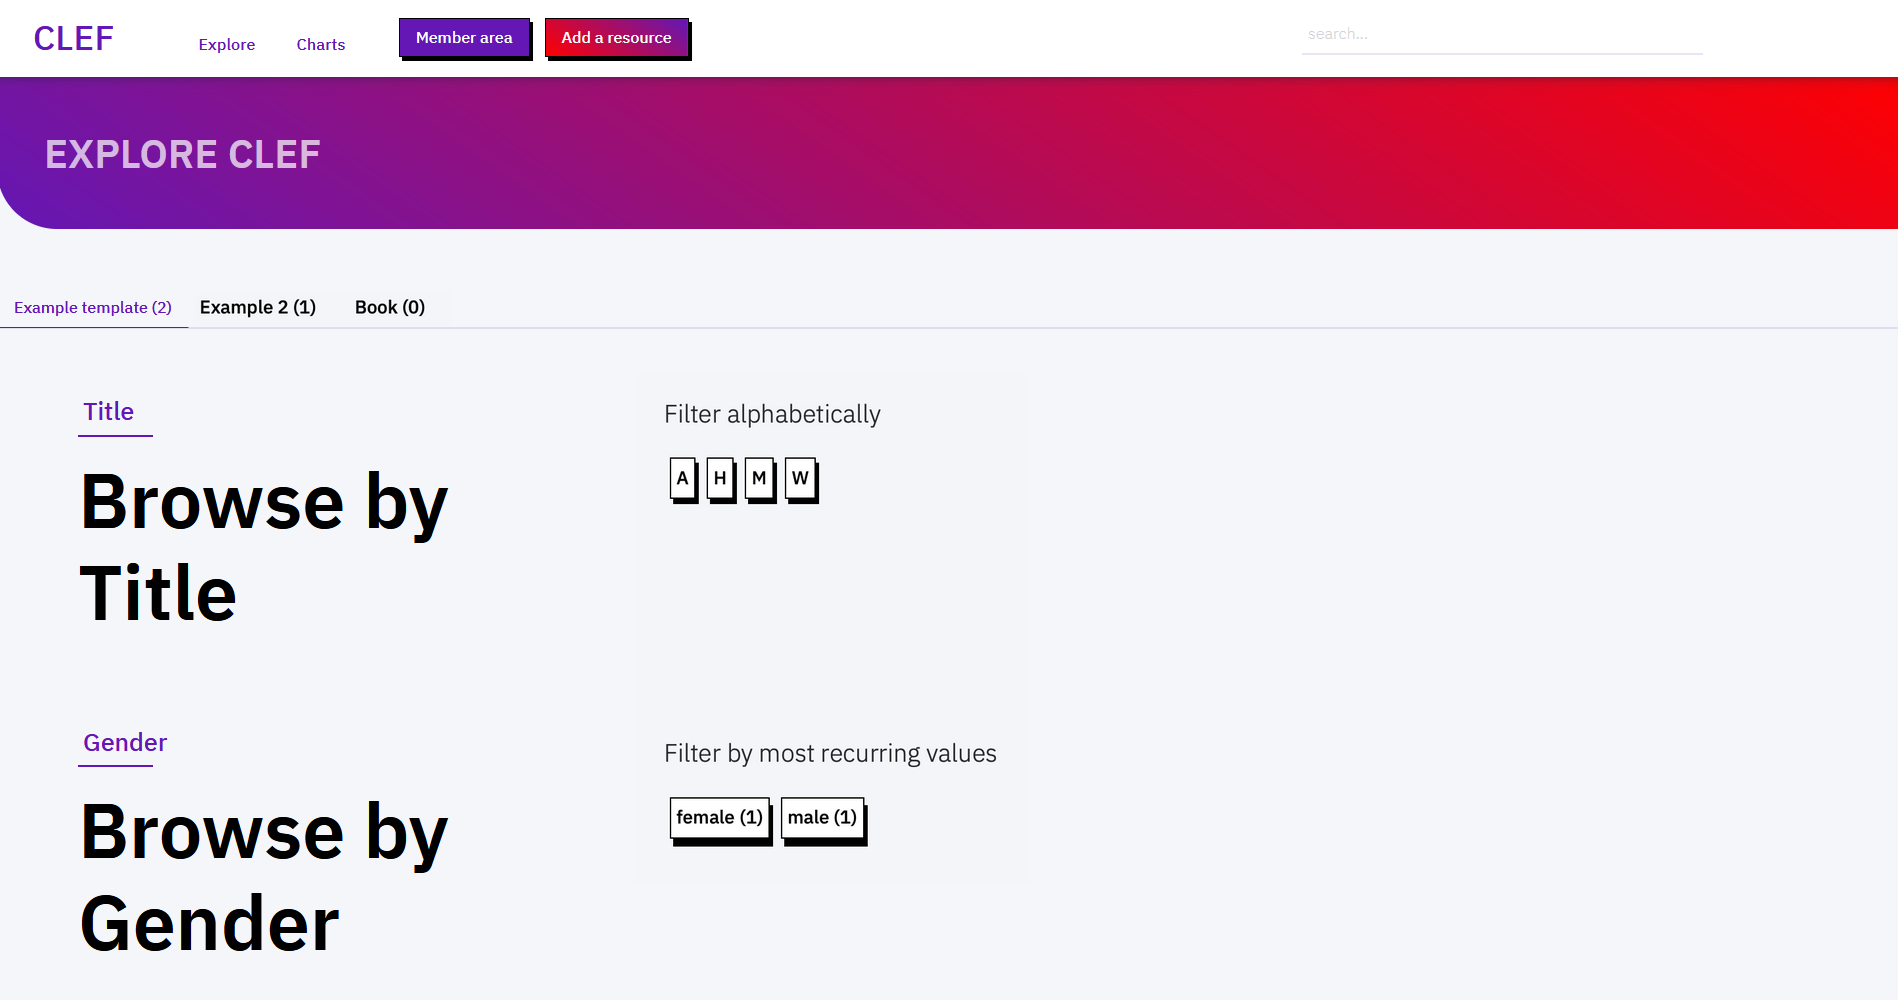 CLEF
Explore
Charts
Member area
Add a resource
search...
EXPLORE CLEF
Example template (2)
Example 2 (1)
Book (0)
Title
Browse by
Title
Filter alphabetically
A H M W
Gender
Browse by
Gender
Filter by most recurring values
female (1) male (1)